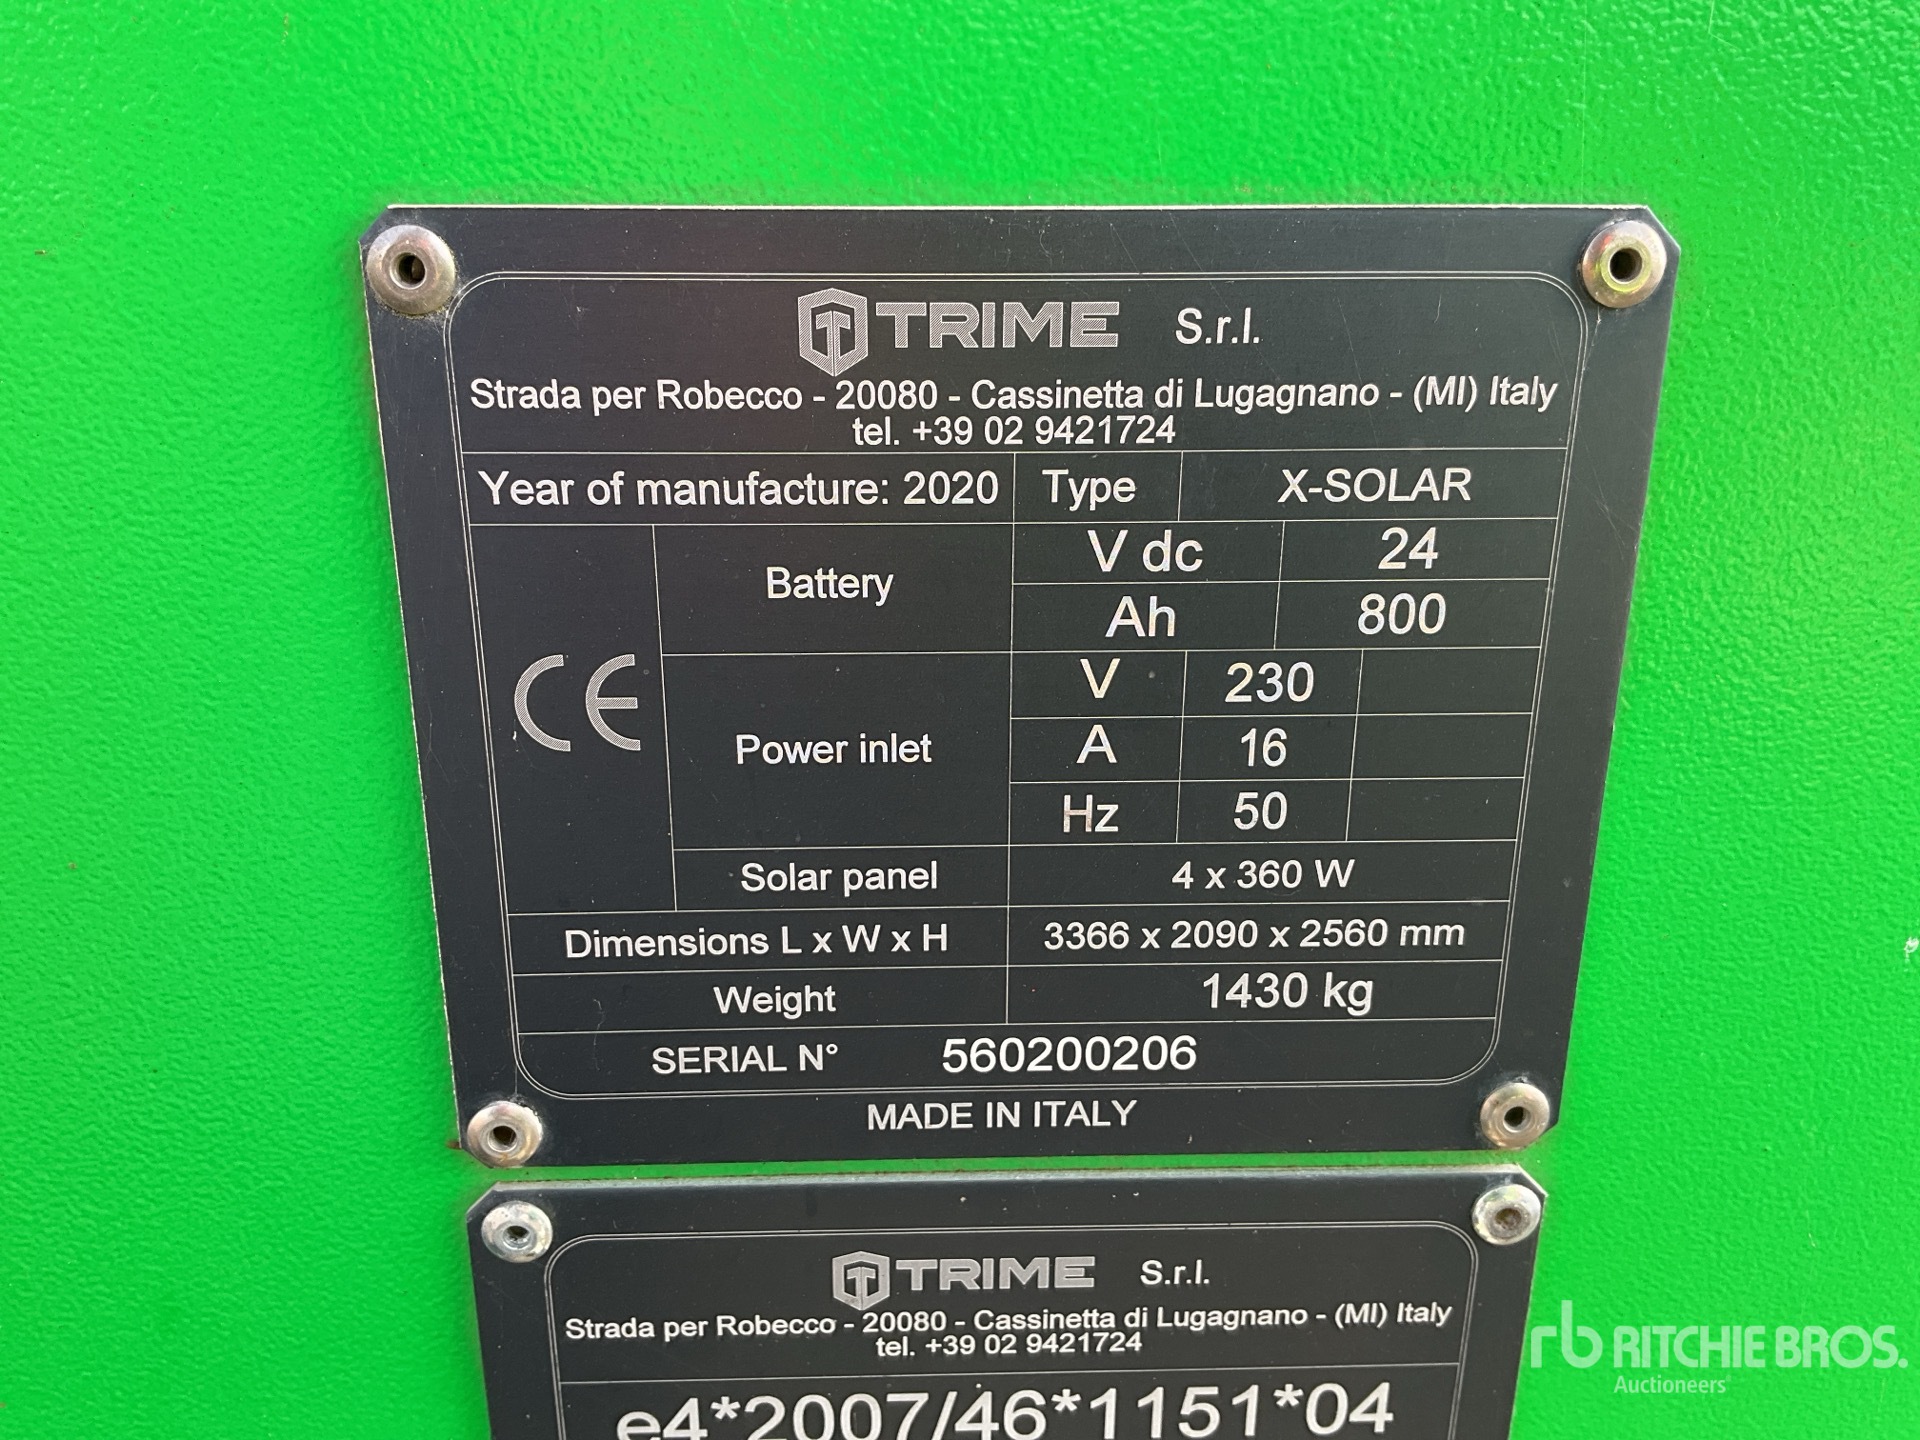 TRIME S.r.l.
Strada per Robecco - 20080 - Cassinetta di Lugagnano - (MI) Italy
tel. +39 02 9421724
Year of manufacture: 2020 Type X-SOLAR
CE
Battery V dc 24
Ah 800
Power inlet V 230
A 16
Hz 50
Solar panel 4 x 360 W
Dimensions L x W x H 3366 x 2090 x 2560 mm
Weight 1430 kg
SERIAL N° 560200206
MADE IN ITALY
TRIME S.r.l.
Strada per Robecco - 20080 - Cassinetta di Lugagnano - (MI) Italy
tel. +39 02 9421724
e4*2007/46*1151*04
rb RITCHIE BROS.
Auctioneers